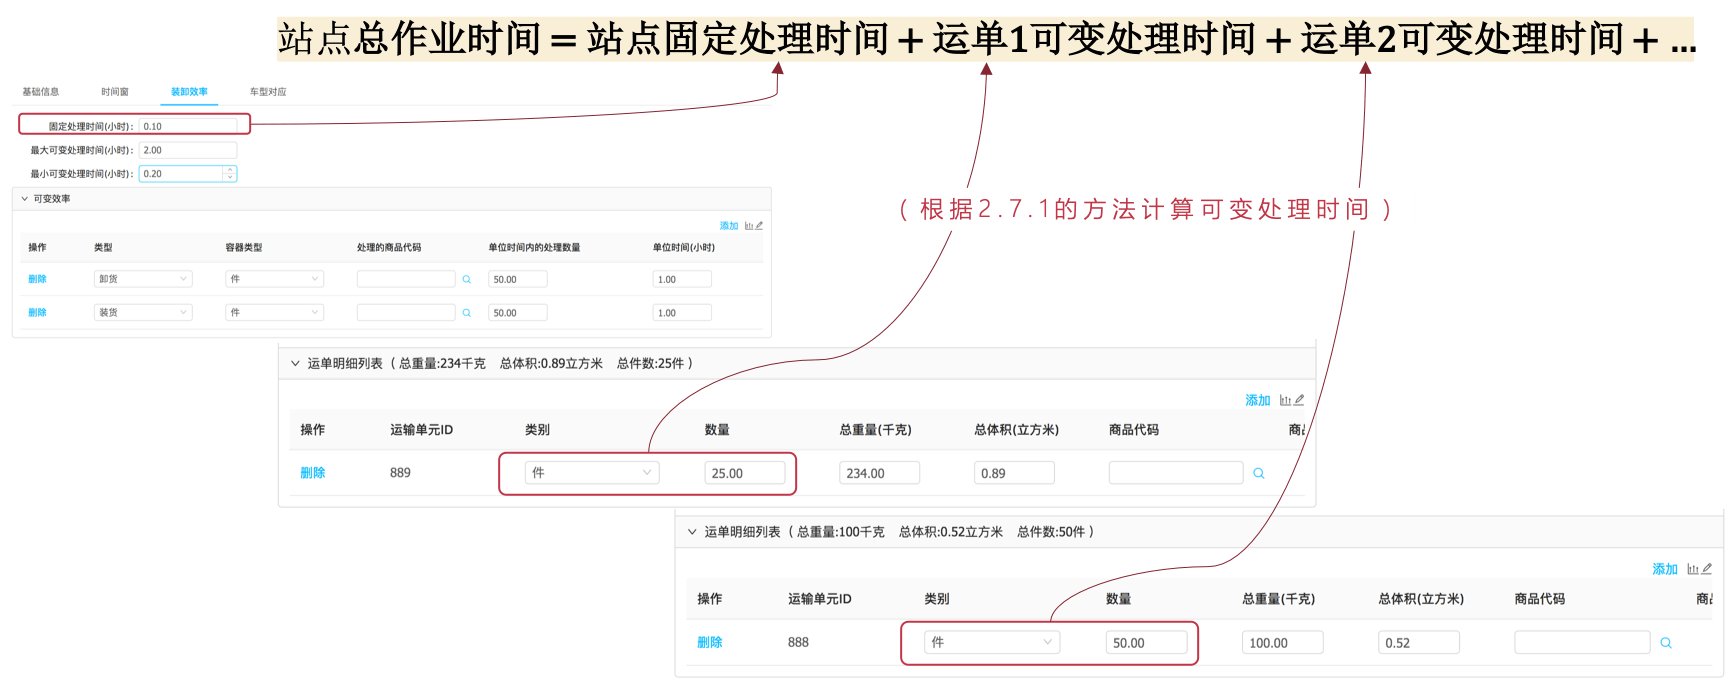 站点总作业时间＝站点固定处理时间＋运单1可变处理时间＋运单2可变处理时间＋...
基础信息 时间窗 装卸效率 车型对应
固定处理时间(小时)： 0.10
最大可变处理时间(小时)： 2.00
最小可变处理时间(小时)： 0.20
可变效率
添加
操作 类型 容器类型 处理的商品代码 单位时间内的处理数量 单位时间(小时)
删除 卸货 件 50.00 1.00
删除 装货 件 50.00 1.00
（根据2.7.1的方法计算可变处理时间）
运单明细列表（总重量:234千克 总体积:0.89立方米 总件数:25件）
添加
操作 运输单元ID 类别 数量 总重量(千克) 总体积(立方米) 商品代码
删除 889 件 25.00 234.00 0.89
运单明细列表（总重量:100千克 总体积:0.52立方米 总件数:50件）
添加
操作 运输单元ID 类别 数量 总重量(千克) 总体积(立方米) 商品代码 商
删除 888 件 50.00 100.00 0.52